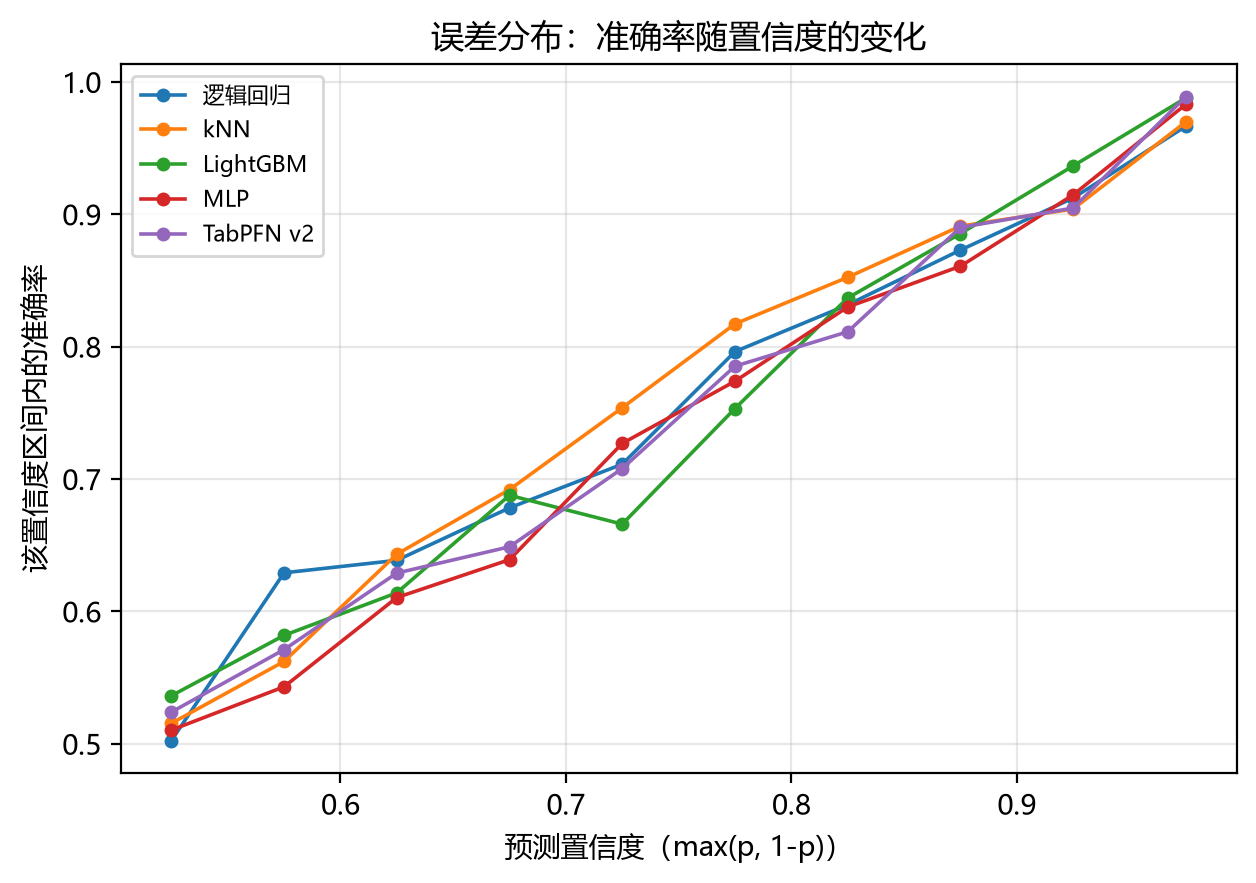 误差分布：准确率随置信度的变化
逻辑回归
kNN
LightGBM
MLP
TabPFN v2
该置信度区间内的准确率
1.0
0.9
0.8
0.7
0.6
0.5
0.6
0.7
0.8
0.9
预测置信度（max(p, 1-p)）